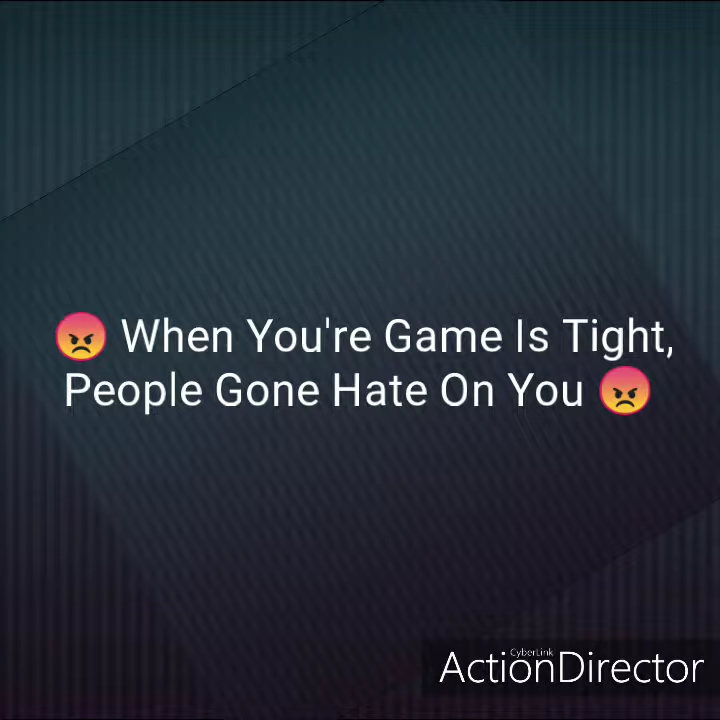 😡 When You're Game Is Tight,
People Gone Hate On You 😡
CyberLink
ActionDirector